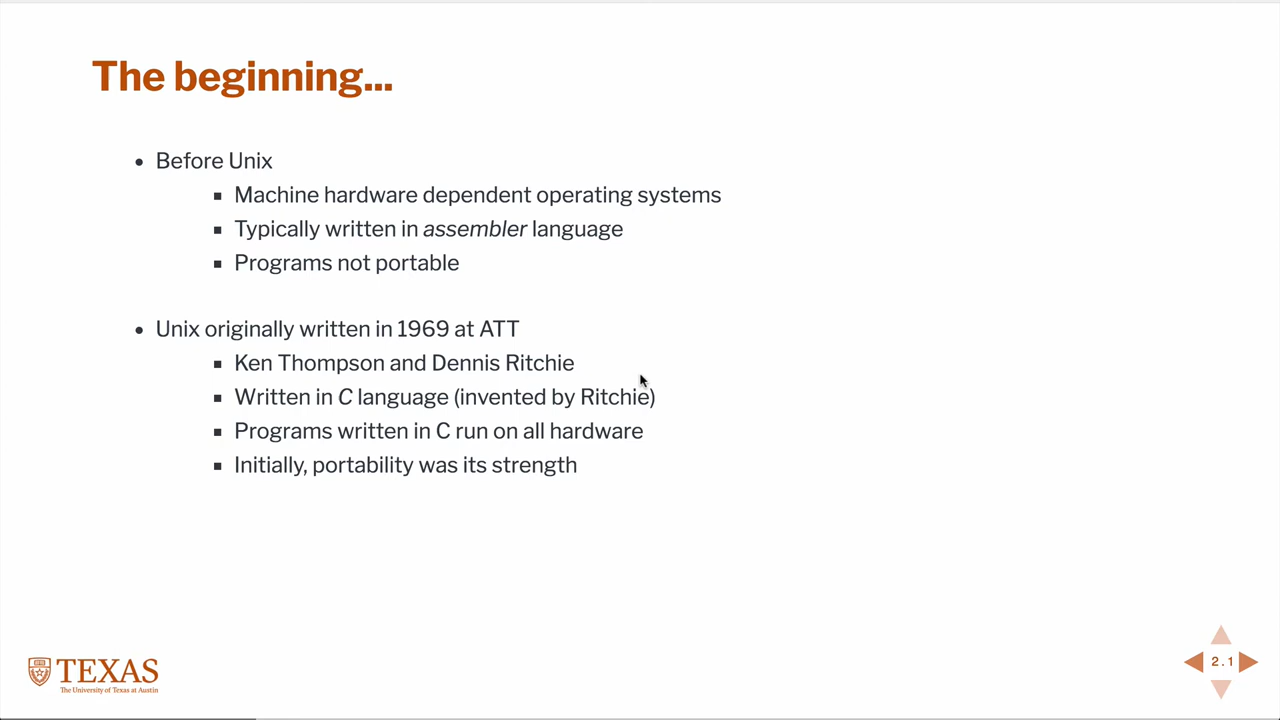 The beginning...
• Before Unix
▪ Machine hardware dependent operating systems
▪ Typically written in assembler language
▪ Programs not portable
• Unix originally written in 1969 at ATT
▪ Ken Thompson and Dennis Ritchie
▪ Written in C language (invented by Ritchie)
▪ Programs written in C run on all hardware
▪ Initially, portability was its strength
TEXAS
The University of Texas at Austin
2.1